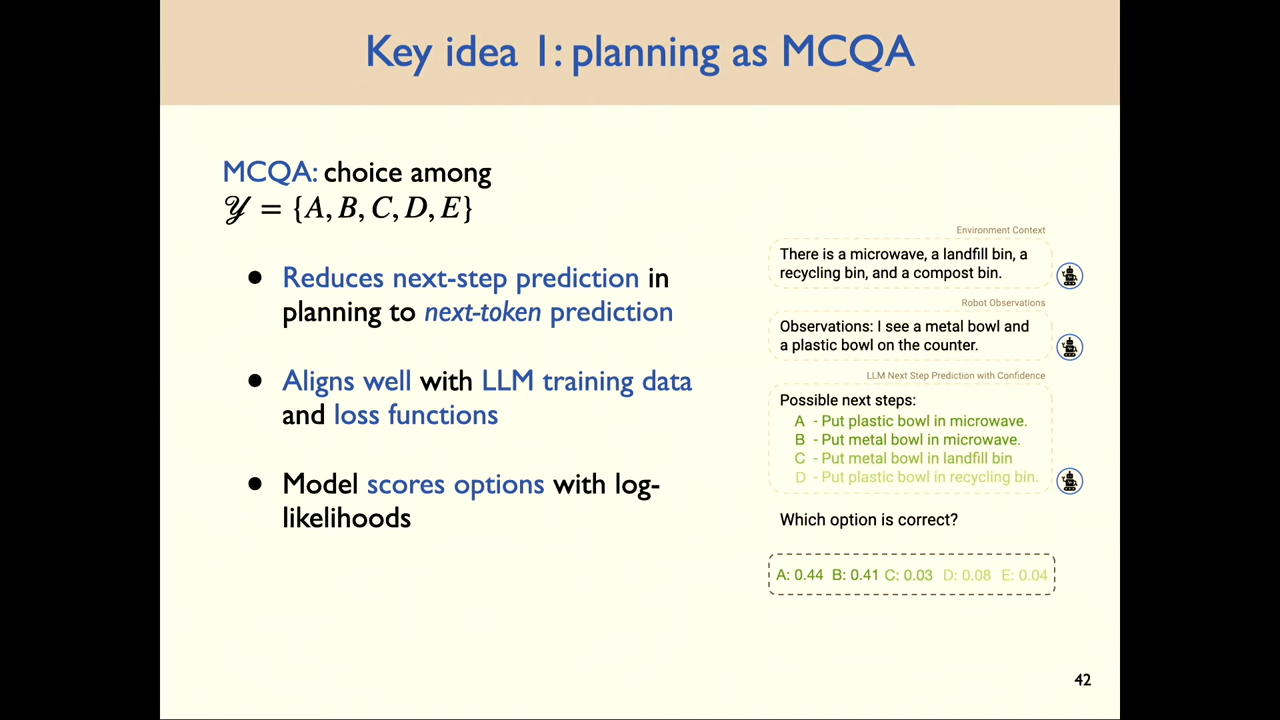 Key idea 1: planning as MCQA
MCQA: choice among
𝒴 = {A, B, C, D, E}
● Reduces next-step prediction in
planning to next-token prediction
● Aligns well with LLM training data
and loss functions
● Model scores options with log-
likelihoods
Environment Context
There is a microwave, a landfill bin, a
recycling bin, and a compost bin.
Robot Observations
Observations: I see a metal bowl and
a plastic bowl on the counter.
LLM Next Step Prediction with Confidence
Possible next steps:
A - Put plastic bowl in microwave.
B - Put metal bowl in microwave.
C - Put metal bowl in landfill bin
D - Put plastic bowl in recycling bin.
Which option is correct?
A: 0.44 B: 0.41 C: 0.03 D: 0.08 E: 0.04
42